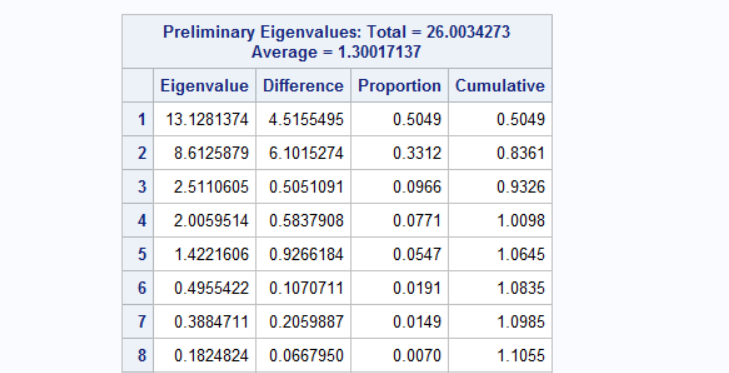 Preliminary Eigenvalues: Total = 26.0034273
Average = 1.30017137
Eigenvalue Difference Proportion Cumulative
1 13.1281374 4.5155495 0.5049 0.5049
2 8.6125879 6.1015274 0.3312 0.8361
3 2.5110605 0.5051091 0.0966 0.9326
4 2.0059514 0.5837908 0.0771 1.0098
5 1.4221606 0.9266184 0.0547 1.0645
6 0.4955422 0.1070711 0.0191 1.0835
7 0.3884711 0.2059887 0.0149 1.0985
8 0.1824824 0.0667950 0.0070 1.1055